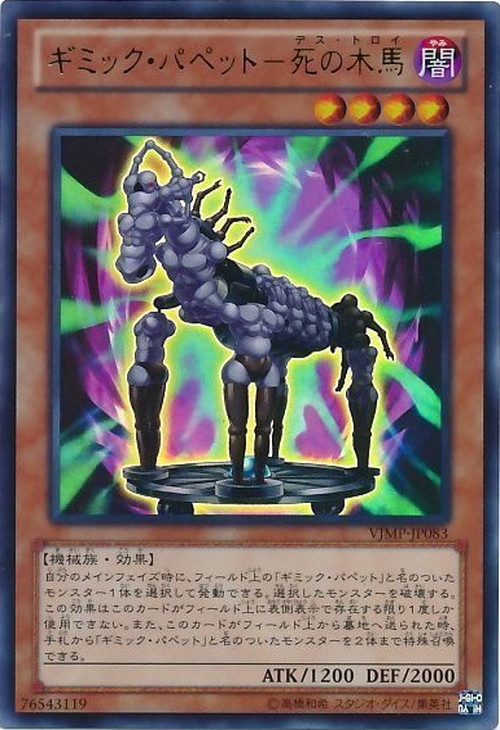 デス・トロイ
ギミック・パペット－死の木馬
やみ
闇
VJMP-JP083
【機械族・効果】
自分のメインフェイズ時に、フィールド上の「ギミック・パペット」と名のついた
モンスター1体を選択して発動できる。選択したモンスターを破壊する。
この効果はこのカードがフィールド上に表側表示で存在する限り1度しか
使用できない。また、このカードがフィールド上から墓地へ送られた時、
手札から「ギミック・パペット」と名のついたモンスターを2体まで特殊召喚
できる。
ATK/1200 DEF/2000
76543119
©高橋和希 スタジオ・ダイス/集英社